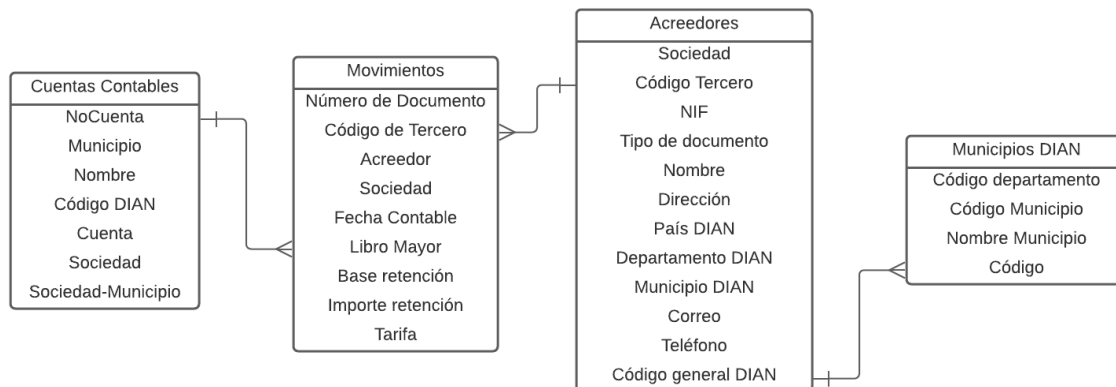 Cuentas Contables
NoCuenta
Municipio
Nombre
Código DIAN
Cuenta
Sociedad
Sociedad-Municipio
Movimientos
Número de Documento
Código de Tercero
Acreedor
Sociedad
Fecha Contable
Libro Mayor
Base retención
Importe retención
Tarifa
Acreedores
Sociedad
Código Tercero
NIF
Tipo de documento
Nombre
Dirección
País DIAN
Departamento DIAN
Municipio DIAN
Correo
Teléfono
Código general DIAN
Municipios DIAN
Código departamento
Código Municipio
Nombre Municipio
Código